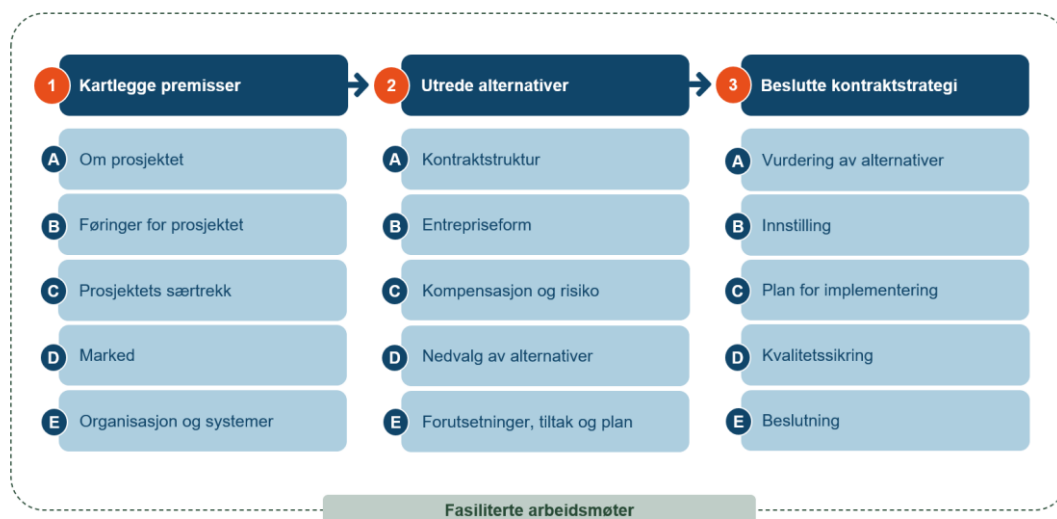 1 Kartlegge premisser
A Om prosjektet
B Føringer for prosjektet
C Prosjektets særtrekk
D Marked
E Organisasjon og systemer
2 Utrede alternativer
A Kontraktstruktur
B Entrepriseform
C Kompensasjon og risiko
D Nedvalg av alternativer
E Forutsetninger, tiltak og plan
3 Beslutte kontraktstrategi
A Vurdering av alternativer
B Innstilling
C Plan for implementering
D Kvalitetssikring
E Beslutning
Fasiliterte arbeidsmøter